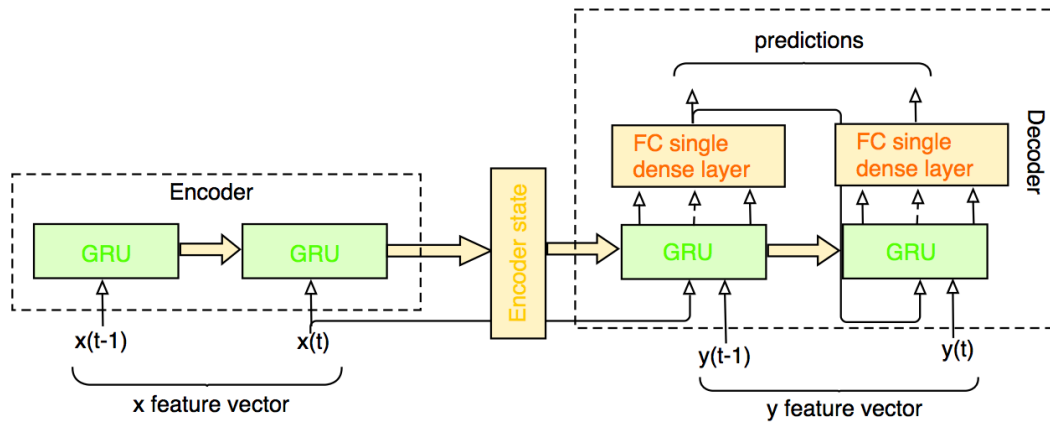 predictions
Decoder
FC single
dense layer
FC single
dense layer
Encoder
Encoder state
GRU
GRU
GRU
GRU
x(t-1)
x(t)
y(t-1)
y(t)
x feature vector
y feature vector